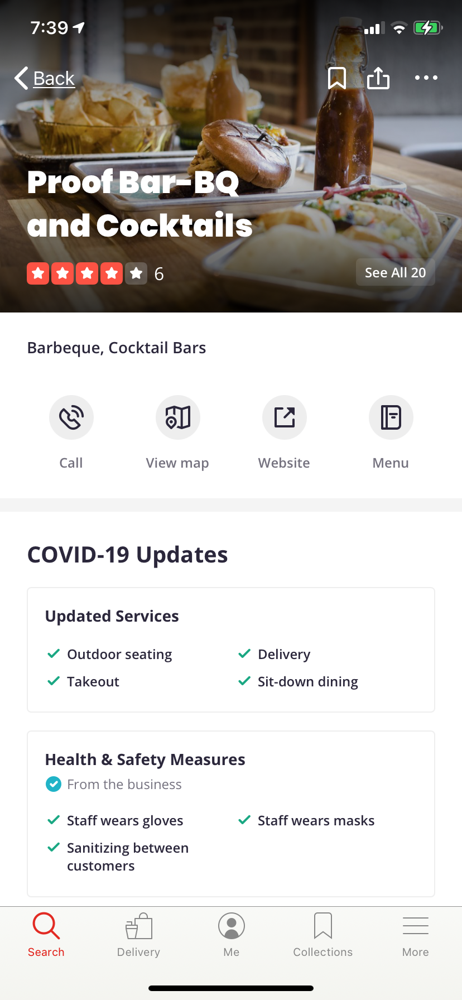 7:39
Back
Proof Bar-BQ
and Cocktails
6
See All 20
Barbeque, Cocktail Bars
Call
View map
Website
Menu
COVID-19 Updates
Updated Services
Outdoor seating
Delivery
Takeout
Sit-down dining
Health & Safety Measures
From the business
Staff wears gloves
Staff wears masks
Sanitizing between
customers
Search
Delivery
Me
Collections
More